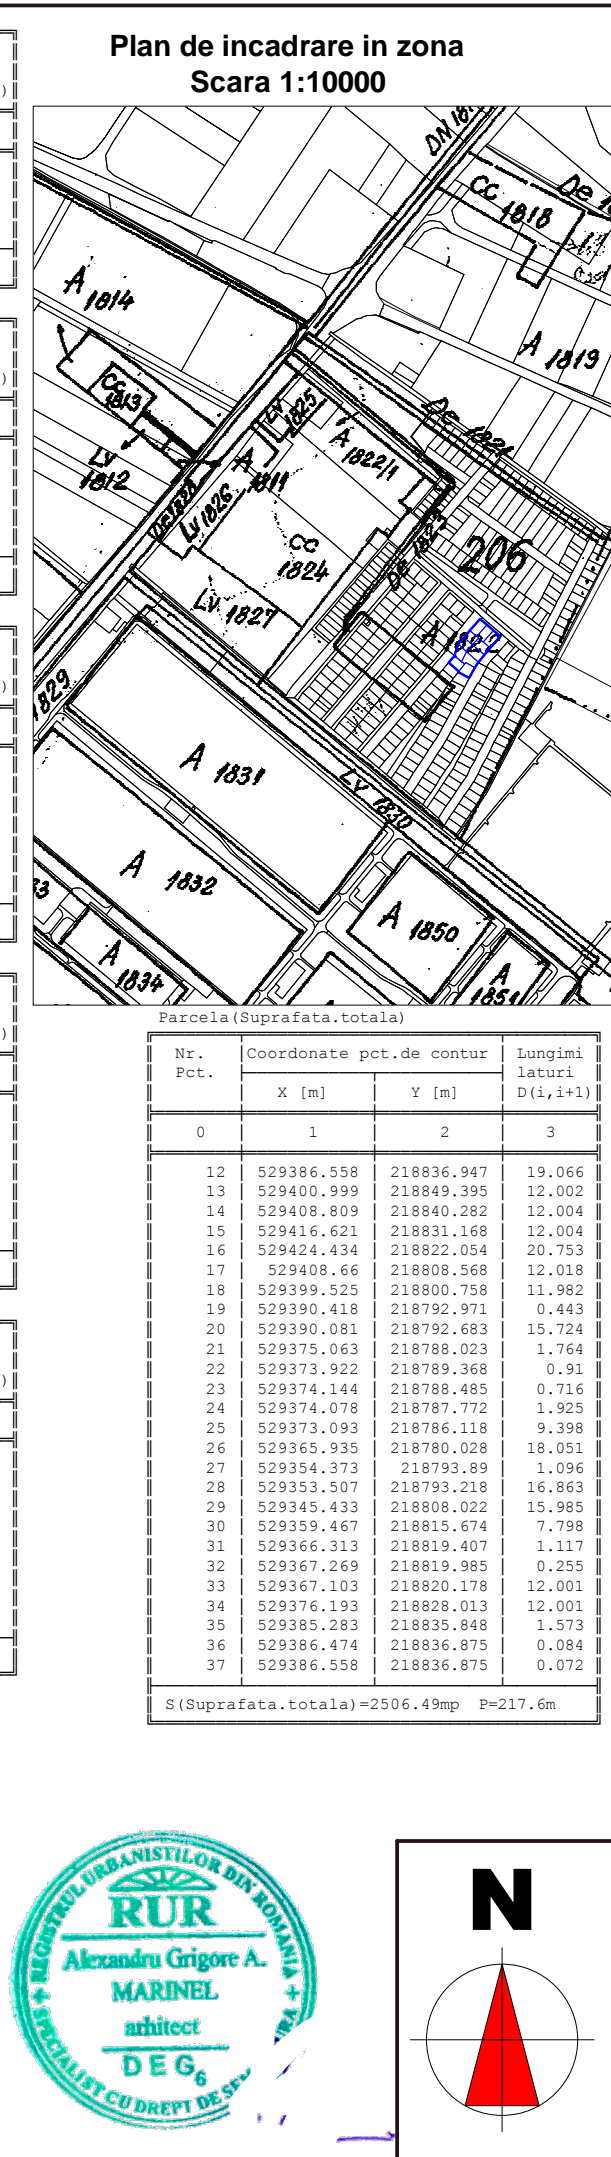 Plan de incadrare in zona
Scara 1:10000
DN
CC 1818
De
A 1814
A 1819
CC 1813
Lv 1825
A 1822/1
De 1821
Lv 1812
A 1811
Lv 1826
CC 1824
De 1823
206
Lv 1827
A 1822
1829
A 1831
Lv 1830
A 1832
A 1850
33
A 1834
A 1851
Parcela(Suprafata.totala)
Nr. Pct. Coordonate pct.de contur Lungimi laturi
X [m] Y [m] D(i,i+1)
0 1 2 3
12 529386.558 218836.947 19.066
13 529400.999 218849.395 12.002
14 529408.809 218840.282 12.004
15 529416.621 218831.168 12.004
16 529424.434 218822.054 20.753
17 529408.66 218808.568 12.018
18 529399.525 218800.758 11.982
19 529390.418 218792.971 0.443
20 529390.081 218792.683 15.724
21 529375.063 218788.023 1.764
22 529373.922 218789.368 0.91
23 529374.144 218788.485 0.716
24 529374.078 218787.772 1.925
25 529373.093 218786.118 9.398
26 529365.935 218780.028 18.051
27 529354.373 218793.89 1.096
28 529353.507 218793.218 16.863
29 529345.433 218808.022 15.985
30 529359.467 218815.674 7.798
31 529366.313 218819.407 1.117
32 529367.269 218819.985 0.255
33 529367.103 218820.178 12.001
34 529376.193 218828.013 12.001
35 529385.283 218835.848 1.573
36 529386.474 218836.875 0.084
37 529386.558 218836.875 0.072
S(Suprafata.totala)=2506.49mp P=217.6m
REGISTRUL URBANISTILOR DIN ROMANIA
RUR
Alexandru Grigore A.
MARINEL
arhitect
D E G6
SPECIALIST CU DREPT DE
N